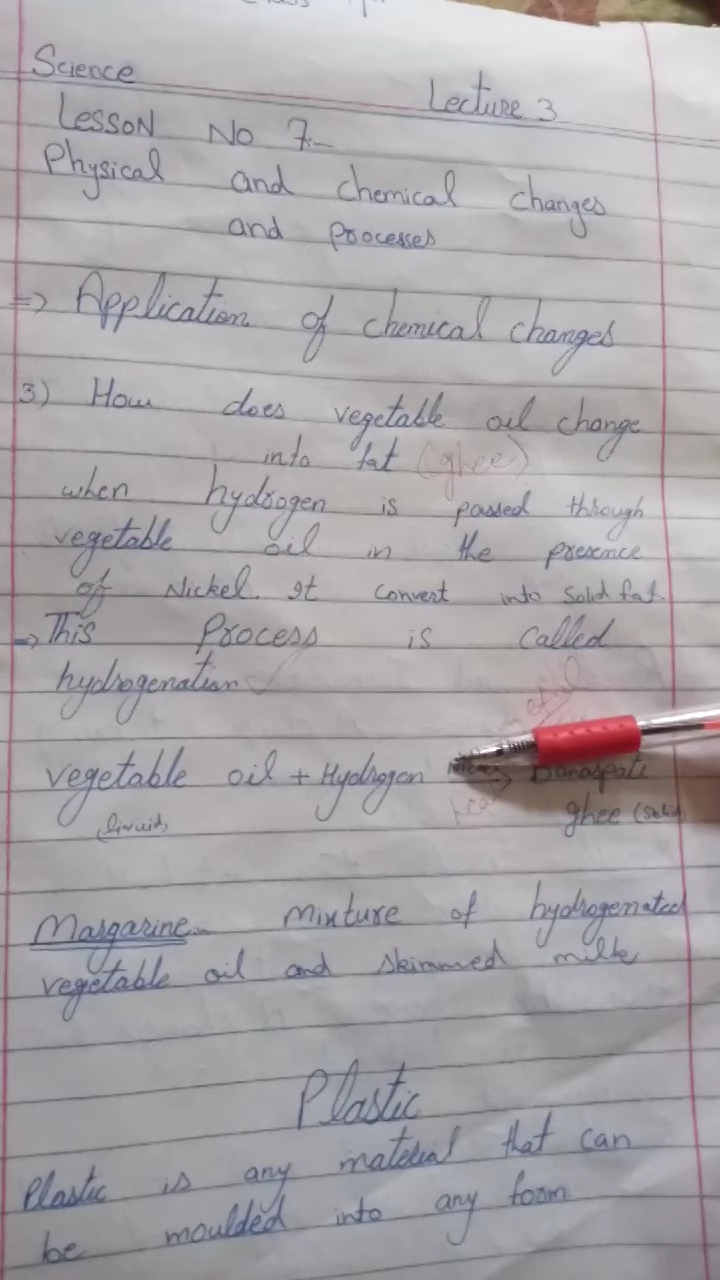 Science Lecture 3
Lesson No 7.-
Physical and chemical changes
and processes
=> Application of chemical changes
3) How does vegetable oil change
into fat (ghee)
when hydrogen is passed through
vegetable oil in the presence
of Nickel. It convert into solid fat.
=> This Process is called
hydrogenation
vegetable oil + Hydrogen → Banaspati
(liquid) ghee (solid
Margarine.. Mixture of hydrogenated
vegetable oil and skimmed milk
Plastic
Plastic is any material that can
be moulded into any form